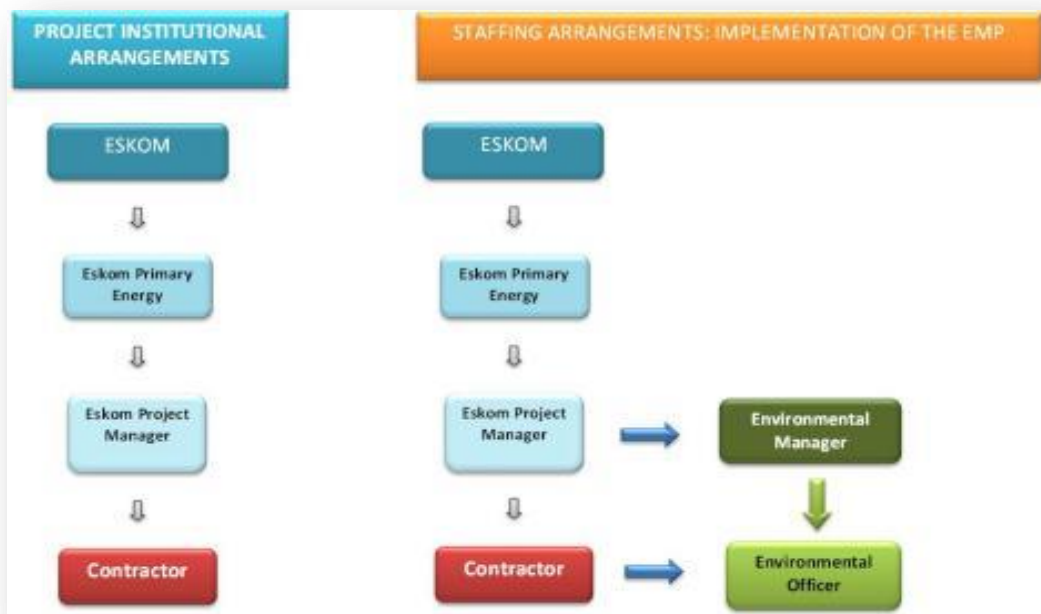 PROJECT INSTITUTIONAL
ARRANGEMENTS
STAFFING ARRANGEMENTS: IMPLEMENTATION OF THE EMP
ESKOM
ESKOM
Eskom Primary
Energy
Eskom Primary
Energy
Eskom Project
Manager
Eskom Project
Manager
Environmental
Manager
Contractor
Contractor
Environmental
Officer